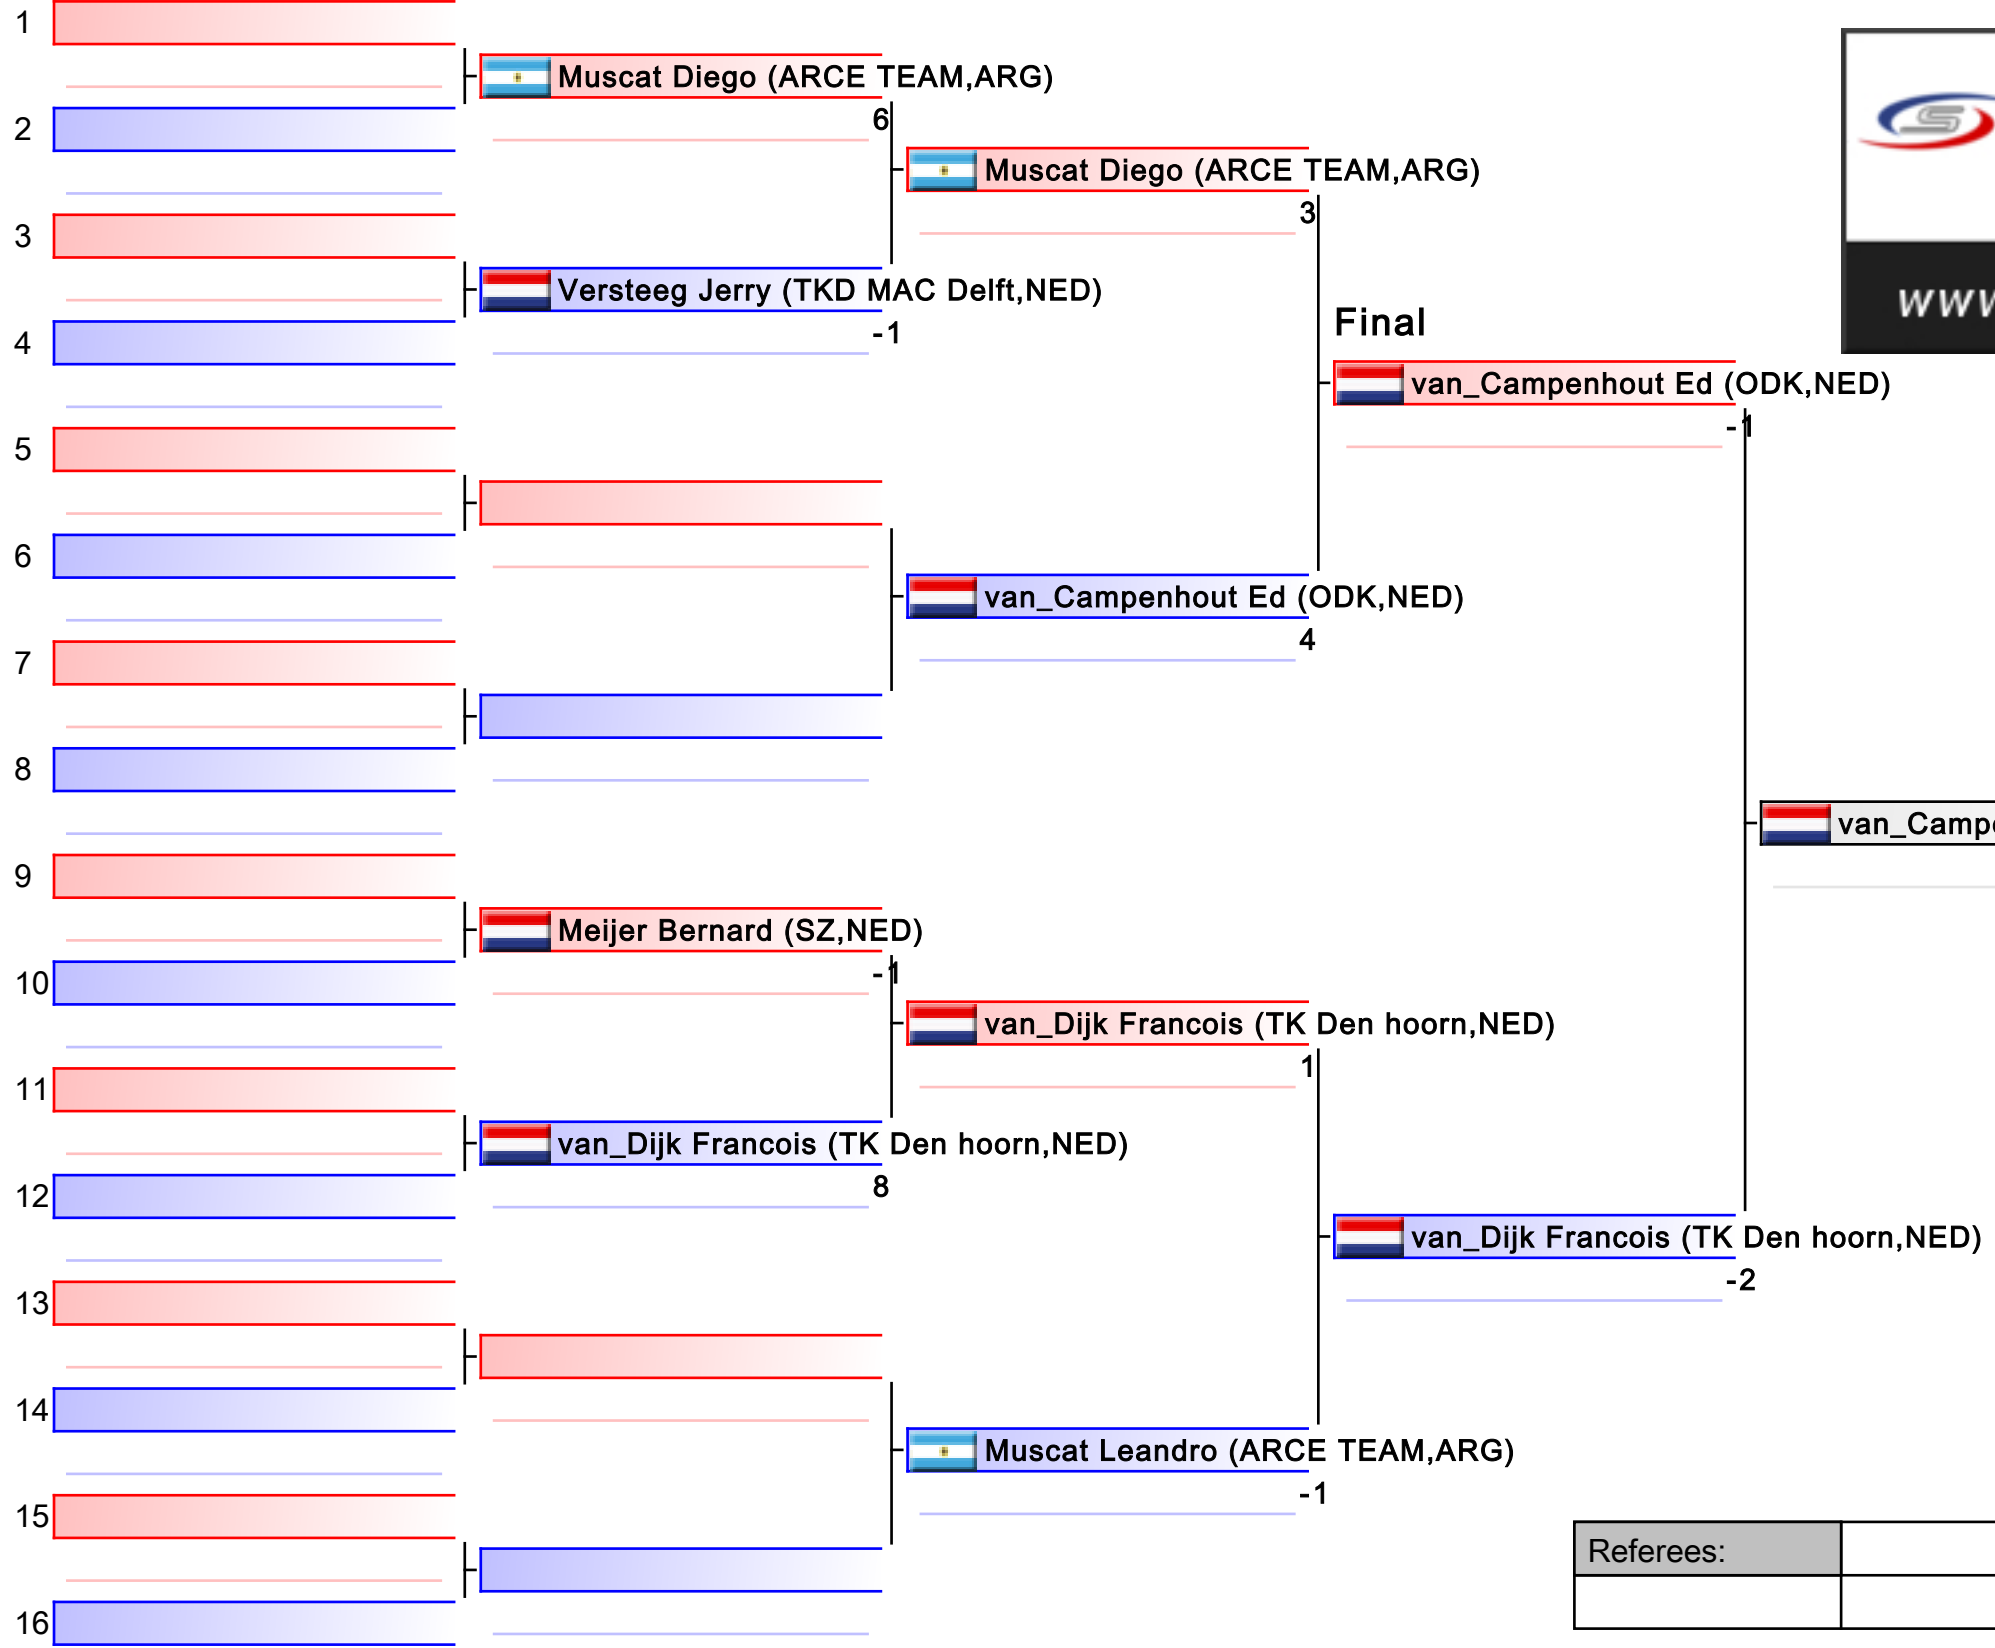 1
Muscat Diego (ARCE TEAM,ARG)
6
2
Muscat Diego (ARCE TEAM,ARG)
3
3
Versteeg Jerry (TKD MAC Delft,NED)
-1
4
Final
van_Campenhout Ed (ODK,NED)
-1
5
6
van_Campenhout Ed (ODK,NED)
4
7
8
van_Camp
9
Meijer Bernard (SZ,NED)
-1
10
van_Dijk Francois (TK Den hoorn,NED)
1
11
van_Dijk Francois (TK Den hoorn,NED)
8
12
van_Dijk Francois (TK Den hoorn,NED)
-2
13
14
Muscat Leandro (ARCE TEAM,ARG)
-1
15
Referees:
16
S
www